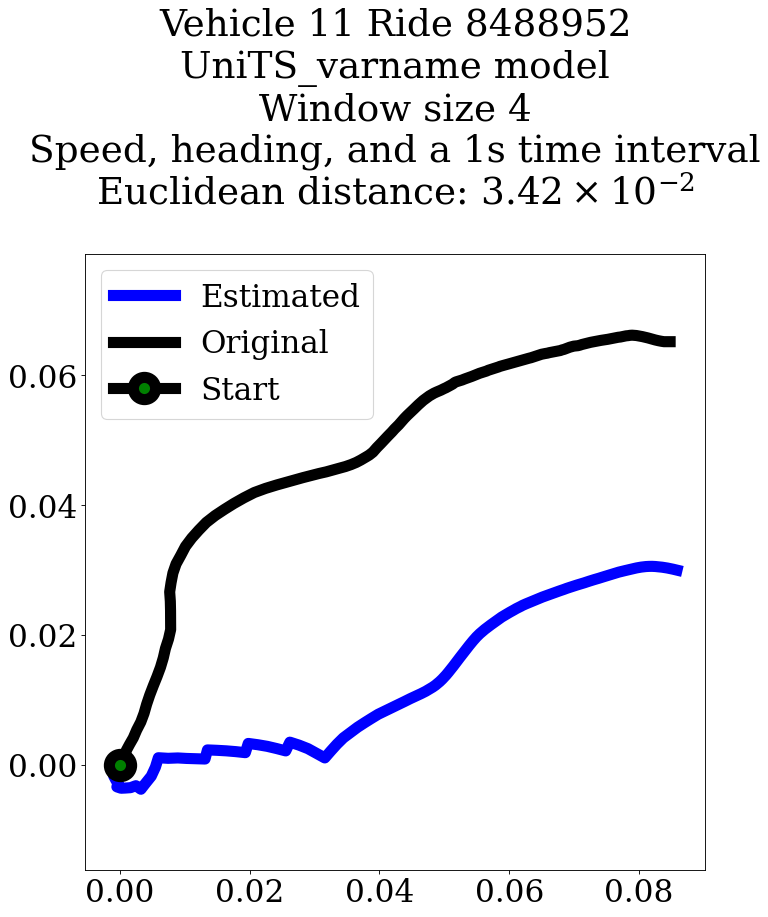 Vehicle 11 Ride 8488952
UniTS_varname model
Window size 4
Speed, heading, and a 1s time interval
Euclidean distance: 3.42 × 10⁻²
Estimated
Original
Start
0.06
0.04
0.02
0.00
0.00 0.02 0.04 0.06 0.08